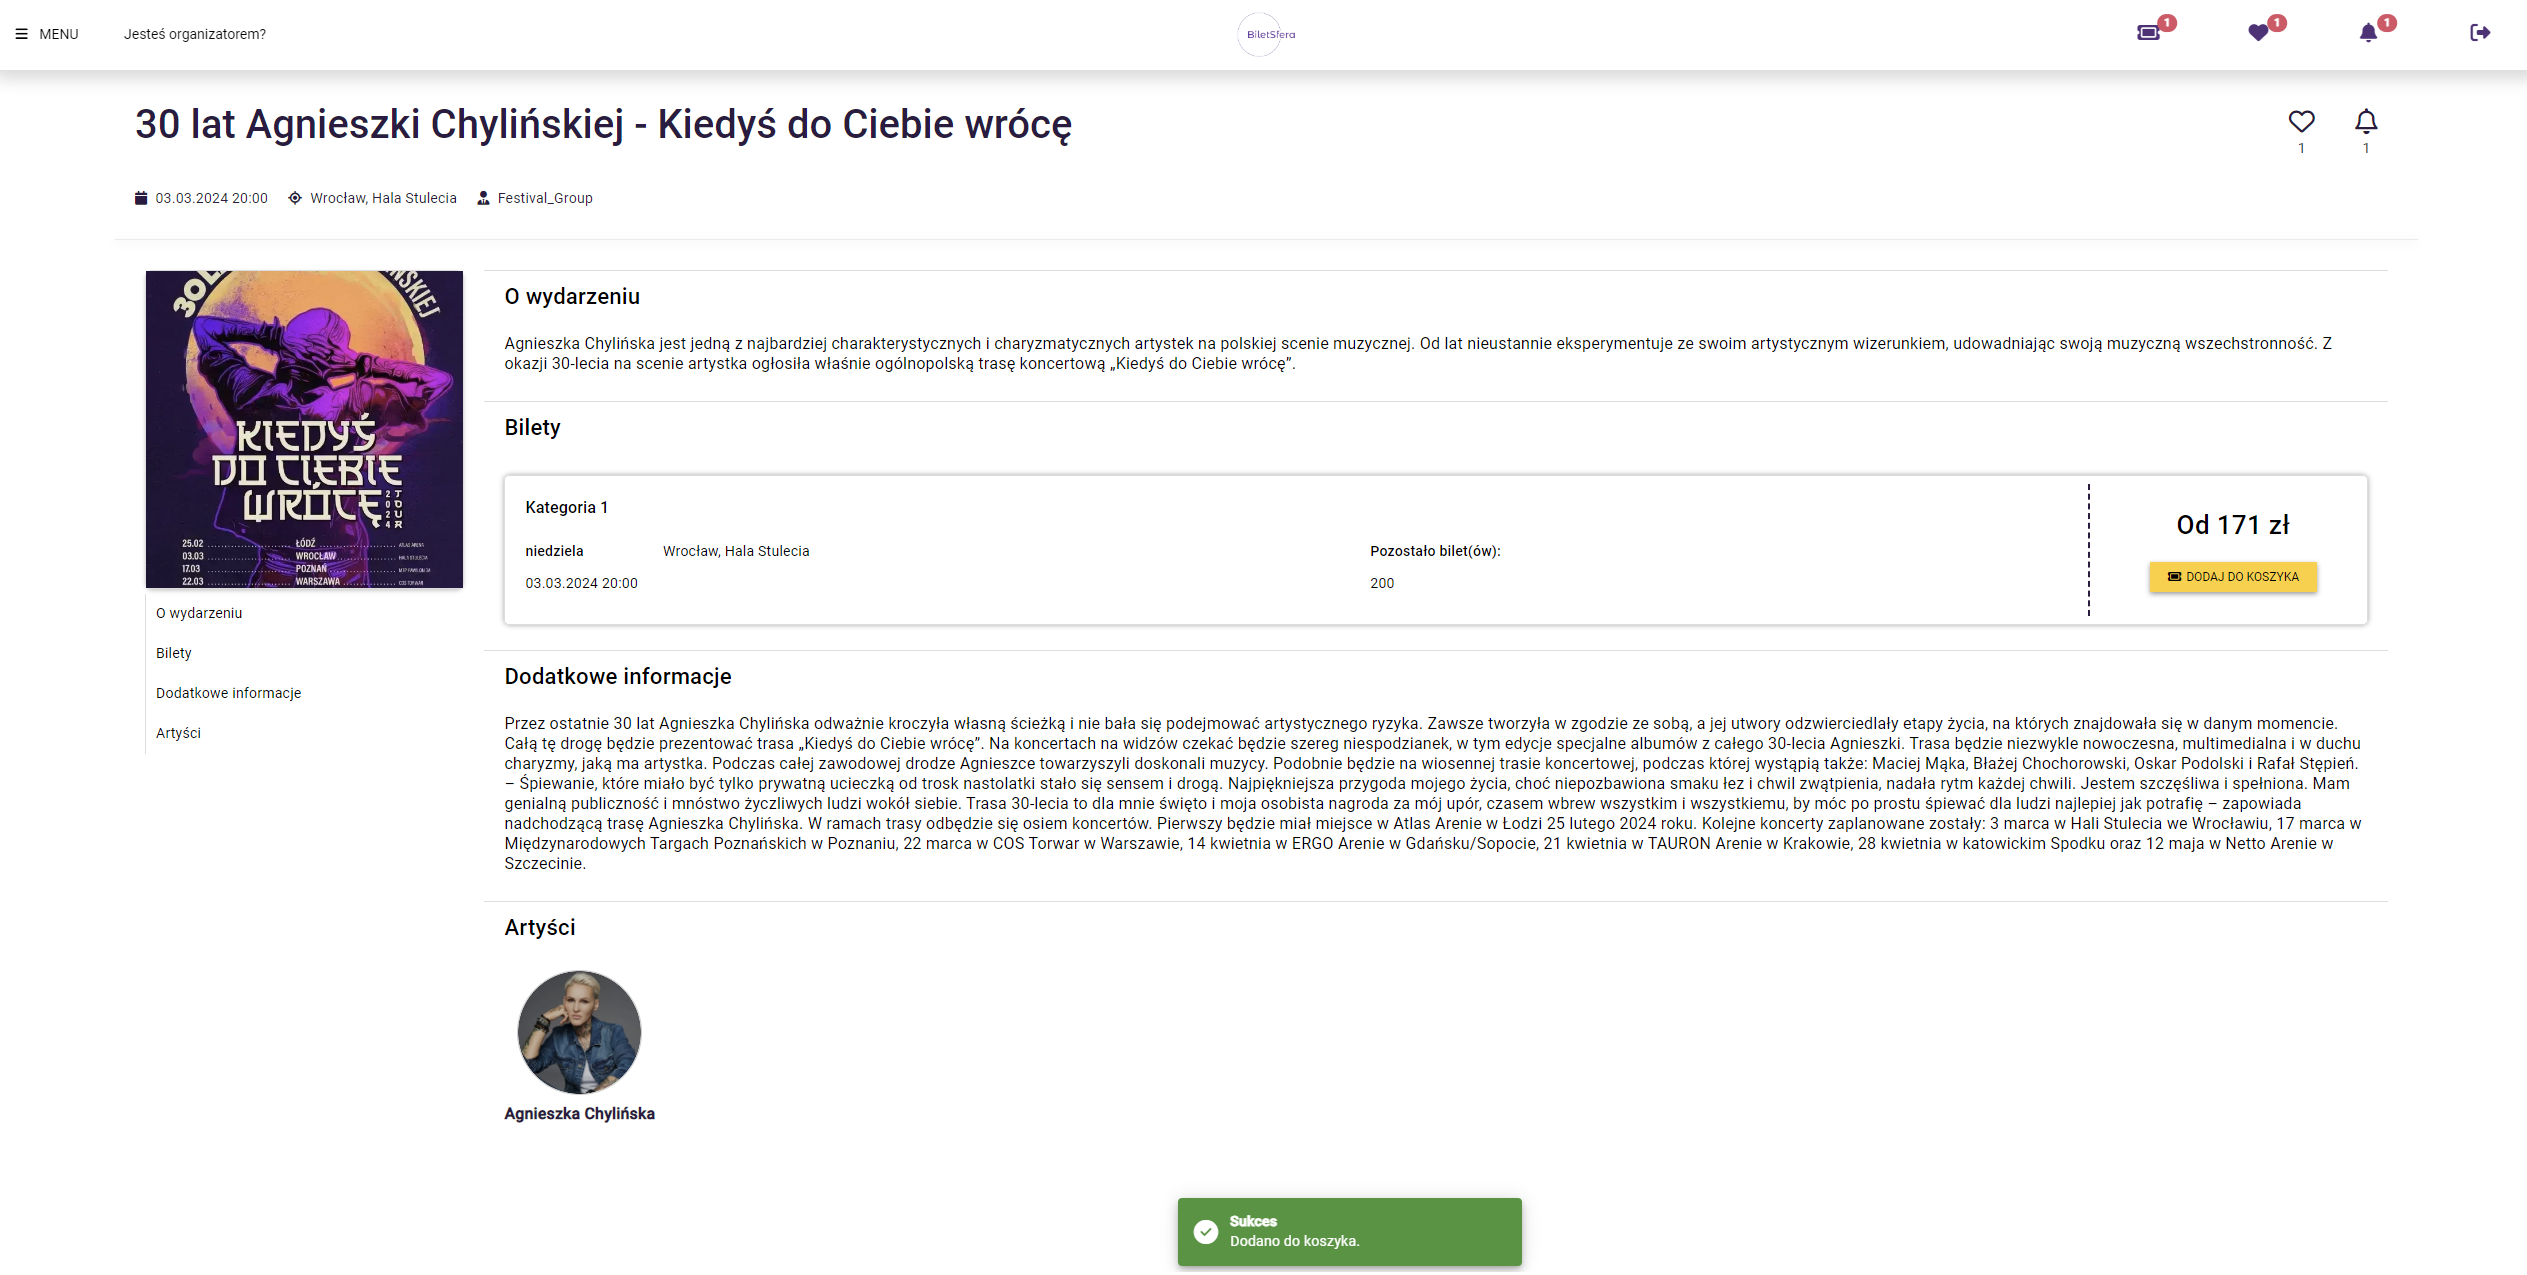 MENU
Jesteś organizatorem?
BiletSfera
1
1
1
30 lat Agnieszki Chylińskiej - Kiedyś do Ciebie wrócę
1
1
03.03.2024 20:00
Wrocław, Hala Stulecia
Festival_Group
KIEDYŚ
DO CIEBIE
WRÓCĘ
2024
TOUR
25.02 ŁÓDŹ ATLAS ARENA
03.03 WROCŁAW HALA STULECIA
17.03 POZNAŃ MTP PAWILON 3A
22.03 WARSZAWA COS TORWAR
O wydarzeniu
Bilety
Dodatkowe informacje
Artyści
O wydarzeniu
Agnieszka Chylińska jest jedną z najbardziej charakterystycznych i charyzmatycznych artystek na polskiej scenie muzycznej. Od lat nieustannie eksperymentuje ze swoim artystycznym wizerunkiem, udowadniając swoją muzyczną wszechstronność. Z
okazji 30-lecia na scenie artystka ogłosiła właśnie ogólnopolską trasę koncertową „Kiedyś do Ciebie wrócę”.
Bilety
Kategoria 1
niedziela
Wrocław, Hala Stulecia
Pozostało bilet(ów):
03.03.2024 20:00
200
Od 171 zł
DODAJ DO KOSZYKA
Dodatkowe informacje
Przez ostatnie 30 lat Agnieszka Chylińska odważnie kroczyła własną ścieżką i nie bała się podejmować artystycznego ryzyka. Zawsze tworzyła w zgodzie ze sobą, a jej utwory odzwierciedlały etapy życia, na których znajdowała się w danym momencie.
Całą tę drogę będzie prezentować trasa „Kiedyś do Ciebie wrócę”. Na koncertach na widzów czekać będzie szereg niespodzianek, w tym edycje specjalne albumów z całego 30-lecia Agnieszki. Trasa będzie niezwykle nowoczesna, multimedialna i w duchu
charyzmy, jaką ma artystka. Podczas całej zawodowej drodze Agnieszce towarzyszyli doskonali muzycy. Podobnie będzie na wiosennej trasie koncertowej, podczas której wystąpią także: Maciej Mąka, Błażej Chochorowski, Oskar Podolski i Rafał Stępień.
– Śpiewanie, które miało być tylko prywatną ucieczką od trosk nastolatki stało się sensem i drogą. Najpiękniejsza przygoda mojego życia, choć niepozbawiona smaku łez i chwil zwątpienia, nadała rytm każdej chwili. Jestem szczęśliwa i spełniona. Mam
genialną publiczność i mnóstwo życzliwych ludzi wokół siebie. Trasa 30-lecia to dla mnie święto i moja osobista nagroda za mój upór, czasem wbrew wszystkim i wszystkiemu, by móc po prostu śpiewać dla ludzi najlepiej jak potrafię – zapowiada
nadchodzącą trasę Agnieszka Chylińska. W ramach trasy odbędzie się osiem koncertów. Pierwszy będzie miał miejsce w Atlas Arenie w Łodzi 25 lutego 2024 roku. Kolejne koncerty zaplanowane zostały: 3 marca w Hali Stulecia we Wrocławiu, 17 marca w
Międzynarodowych Targach Poznańskich w Poznaniu, 22 marca w COS Torwar w Warszawie, 14 kwietnia w ERGO Arenie w Gdańsku/Sopocie, 21 kwietnia w TAURON Arenie w Krakowie, 28 kwietnia w katowickim Spodku oraz 12 maja w Netto Arenie w
Szczecinie.
Artyści
Agnieszka Chylińska
Sukces
Dodano do koszyka.